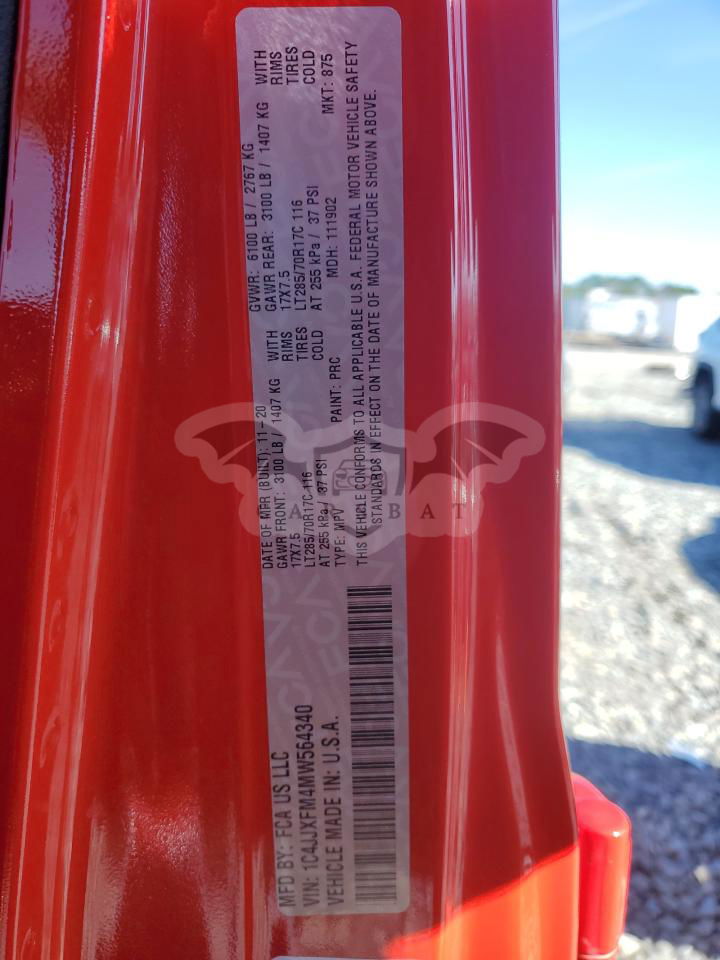 MFD BY: FCA US LLC
VIN: 1C4JJXFM4MW564340
VEHICLE MADE IN: U.S.A.
DATE OF MFR (BUILT): 11-20 GVWR: 6100 LB / 2767 KG
GAWR FRONT: 3100 LB / 1407 KG WITH GAWR REAR: 3100 LB / 1407 KG WITH
17X7.5 RIMS 17X7.5 RIMS
LT285/70R17C 116 TIRES LT285/70R17C 116 TIRES
AT 255 kPa / 37 PSI COLD AT 255 kPa / 37 PSI COLD
TYPE: MPV PAINT: PRC MDH: 111902 MKT: 875
THIS VEHICLE CONFORMS TO ALL APPLICABLE U.S.A. FEDERAL MOTOR VEHICLE SAFETY
STANDARDS IN EFFECT ON THE DATE OF MANUFACTURE SHOWN ABOVE.